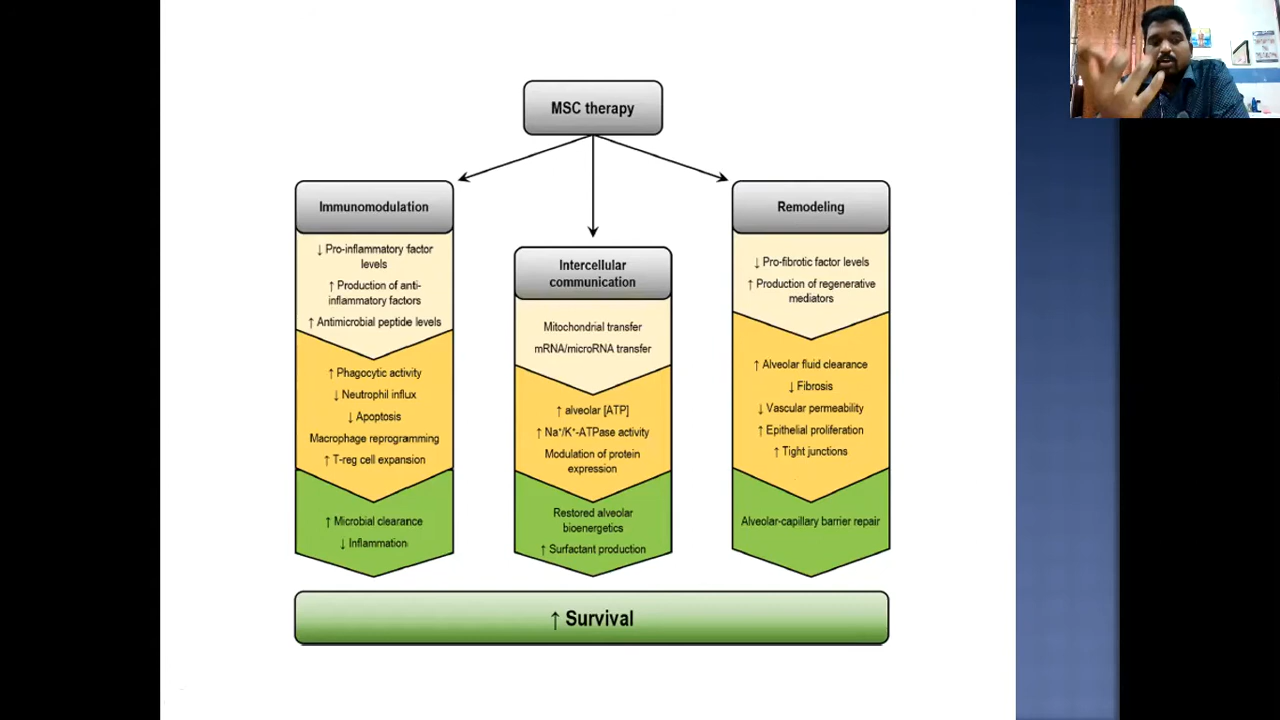 MSC therapy
Immunomodulation
↓ Pro-inflammatory factor
levels
↑ Production of anti-
inflammatory factors
↑ Antimicrobial peptide levels
↑ Phagocytic activity
↓ Neutrophil influx
↓ Apoptosis
Macrophage reprogramming
↑ T-reg cell expansion
↑ Microbial clearance
↓ Inflammation
Intercellular
communication
Mitochondrial transfer
mRNA/microRNA transfer
↑ alveolar [ATP]
↑ Na⁺/K⁺-ATPase activity
Modulation of protein
expression
Restored alveolar
bioenergetics
↑ Surfactant production
Remodeling
↓ Pro-fibrotic factor levels
↑ Production of regenerative
mediators
↑ Alveolar fluid clearance
↓ Fibrosis
↓ Vascular permeability
↑ Epithelial proliferation
↑ Tight junctions
Alveolar-capillary barrier repair
↑ Survival